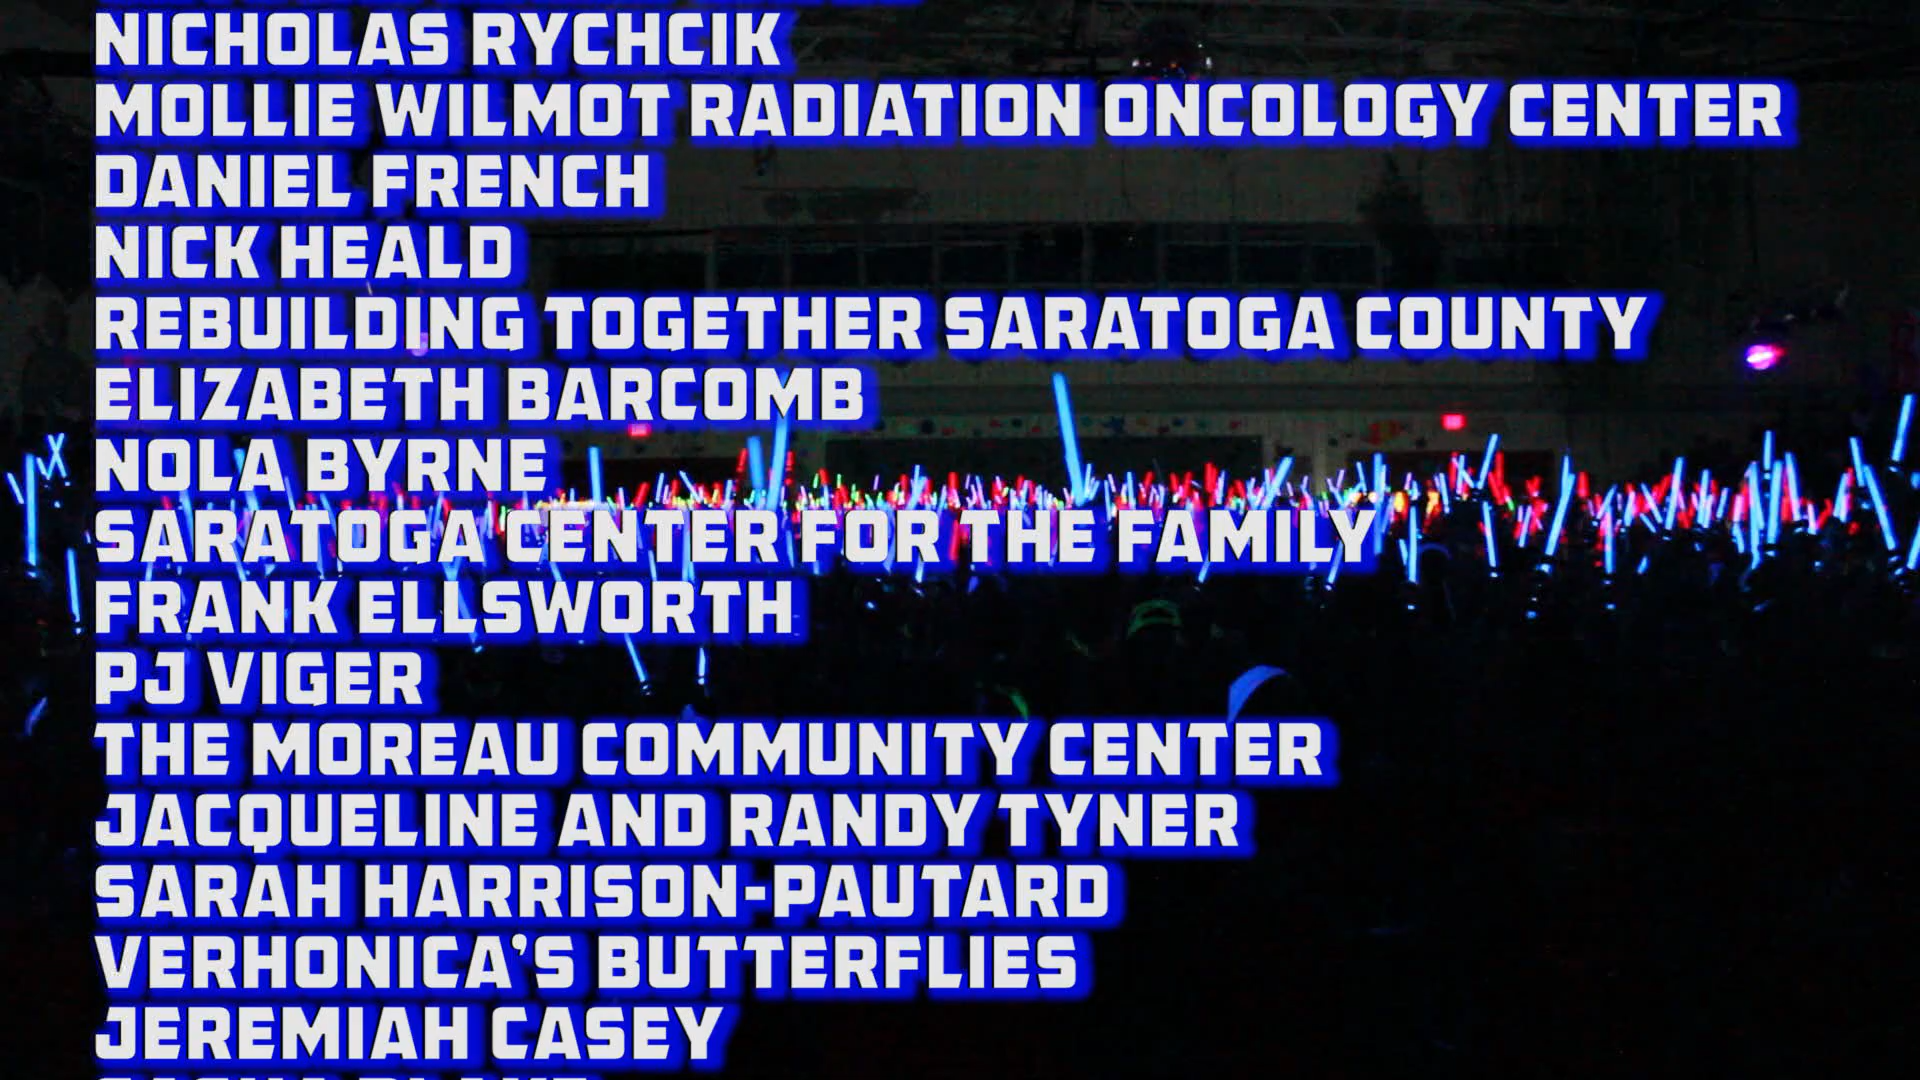 NICHOLAS RYCHCIK
MOLLIE WILMOT RADIATION ONCOLOGY CENTER
DANIEL FRENCH
NICK HEALD
REBUILDING TOGETHER SARATOGA COUNTY
ELIZABETH BARCOMB
NOLA BYRNE
SARATOGA CENTER FOR THE FAMILY
FRANK ELLSWORTH
PJ VIGER
THE MOREAU COMMUNITY CENTER
JACQUELINE AND RANDY TYNER
SARAH HARRISON-PAUTARD
VERHONICA'S BUTTERFLIES
JEREMIAH CASEY